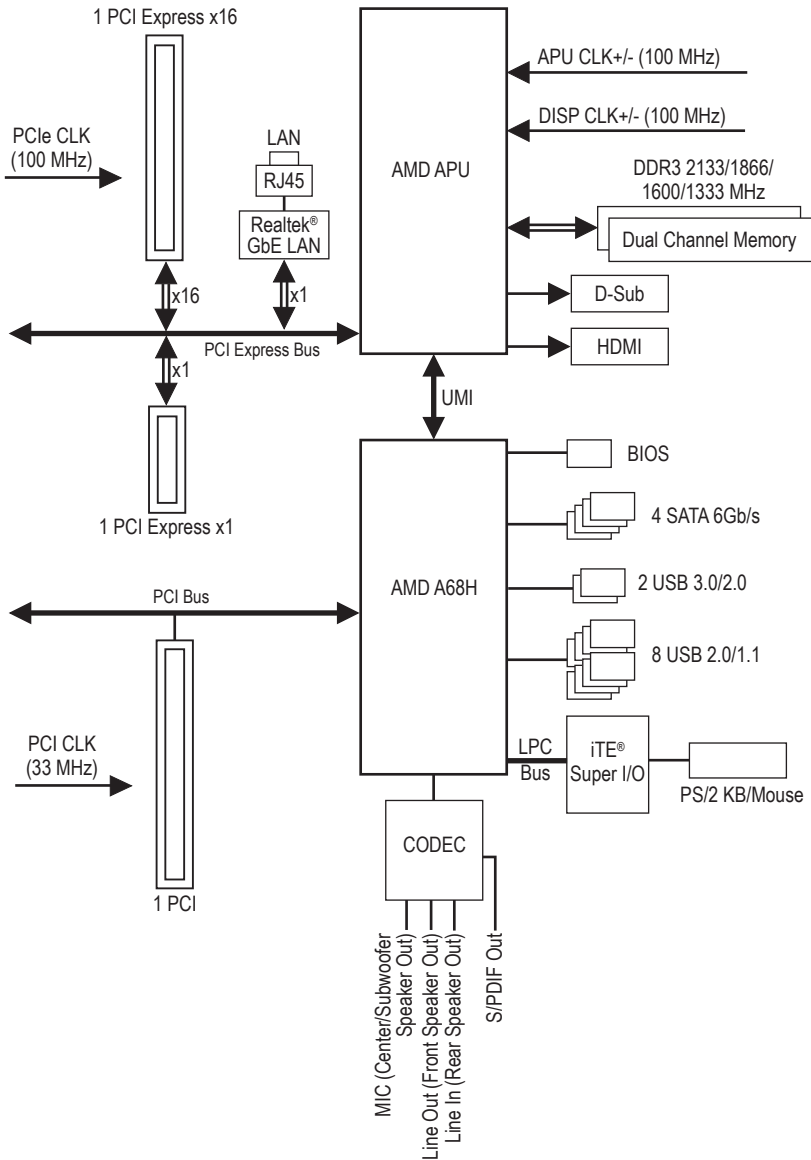 1 PCI Express x16
APU CLK+/- (100 MHz)
DISP CLK+/- (100 MHz)
PCIe CLK
(100 MHz)
LAN
RJ45
Realtek®
GbE LAN
AMD APU
DDR3 2133/1866/
1600/1333 MHz
Dual Channel Memory
x16
x1
D-Sub
PCI Express Bus
HDMI
x1
UMI
1 PCI Express x1
BIOS
4 SATA 6Gb/s
AMD A68H
2 USB 3.0/2.0
PCI Bus
8 USB 2.0/1.1
PCI CLK
(33 MHz)
LPC
Bus
iTE®
Super I/O
PS/2 KB/Mouse
CODEC
1 PCI
MIC (Center/Subwoofer
Speaker Out)
Line Out (Front Speaker Out)
Line In (Rear Speaker Out)
S/PDIF Out